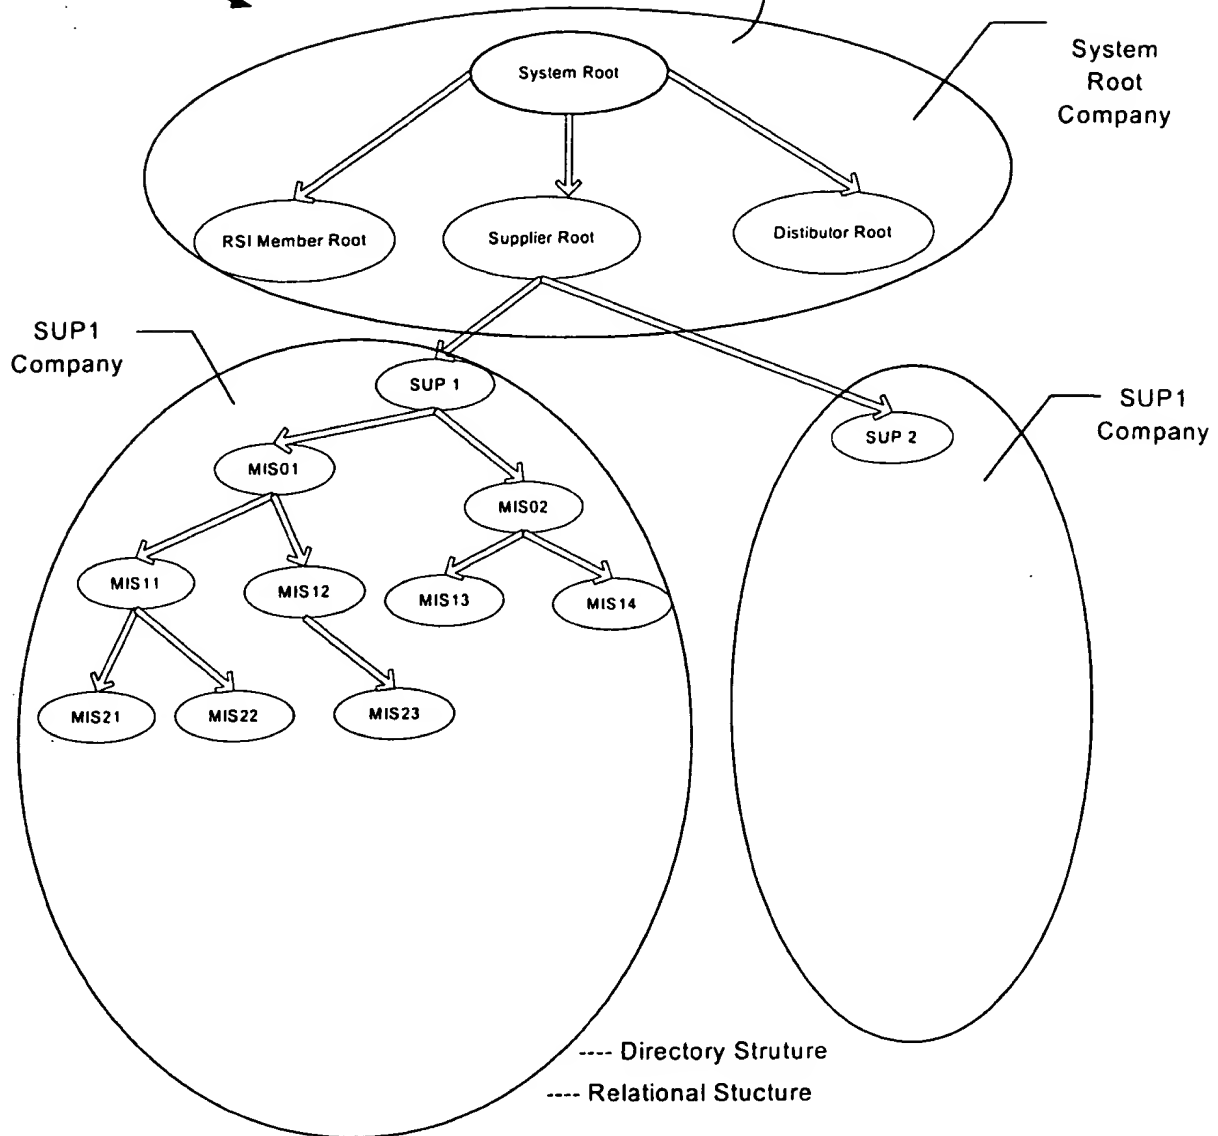 System
Root
Company
System Root
RSI Member Root
Supplier Root
Distibutor Root
SUP1
Company
SUP 1
SUP1
Company
SUP 2
MIS01
MIS02
MIS11
MIS12
MIS13
MIS14
MIS21
MIS22
MIS23
---- Directory Struture
---- Relational Stucture